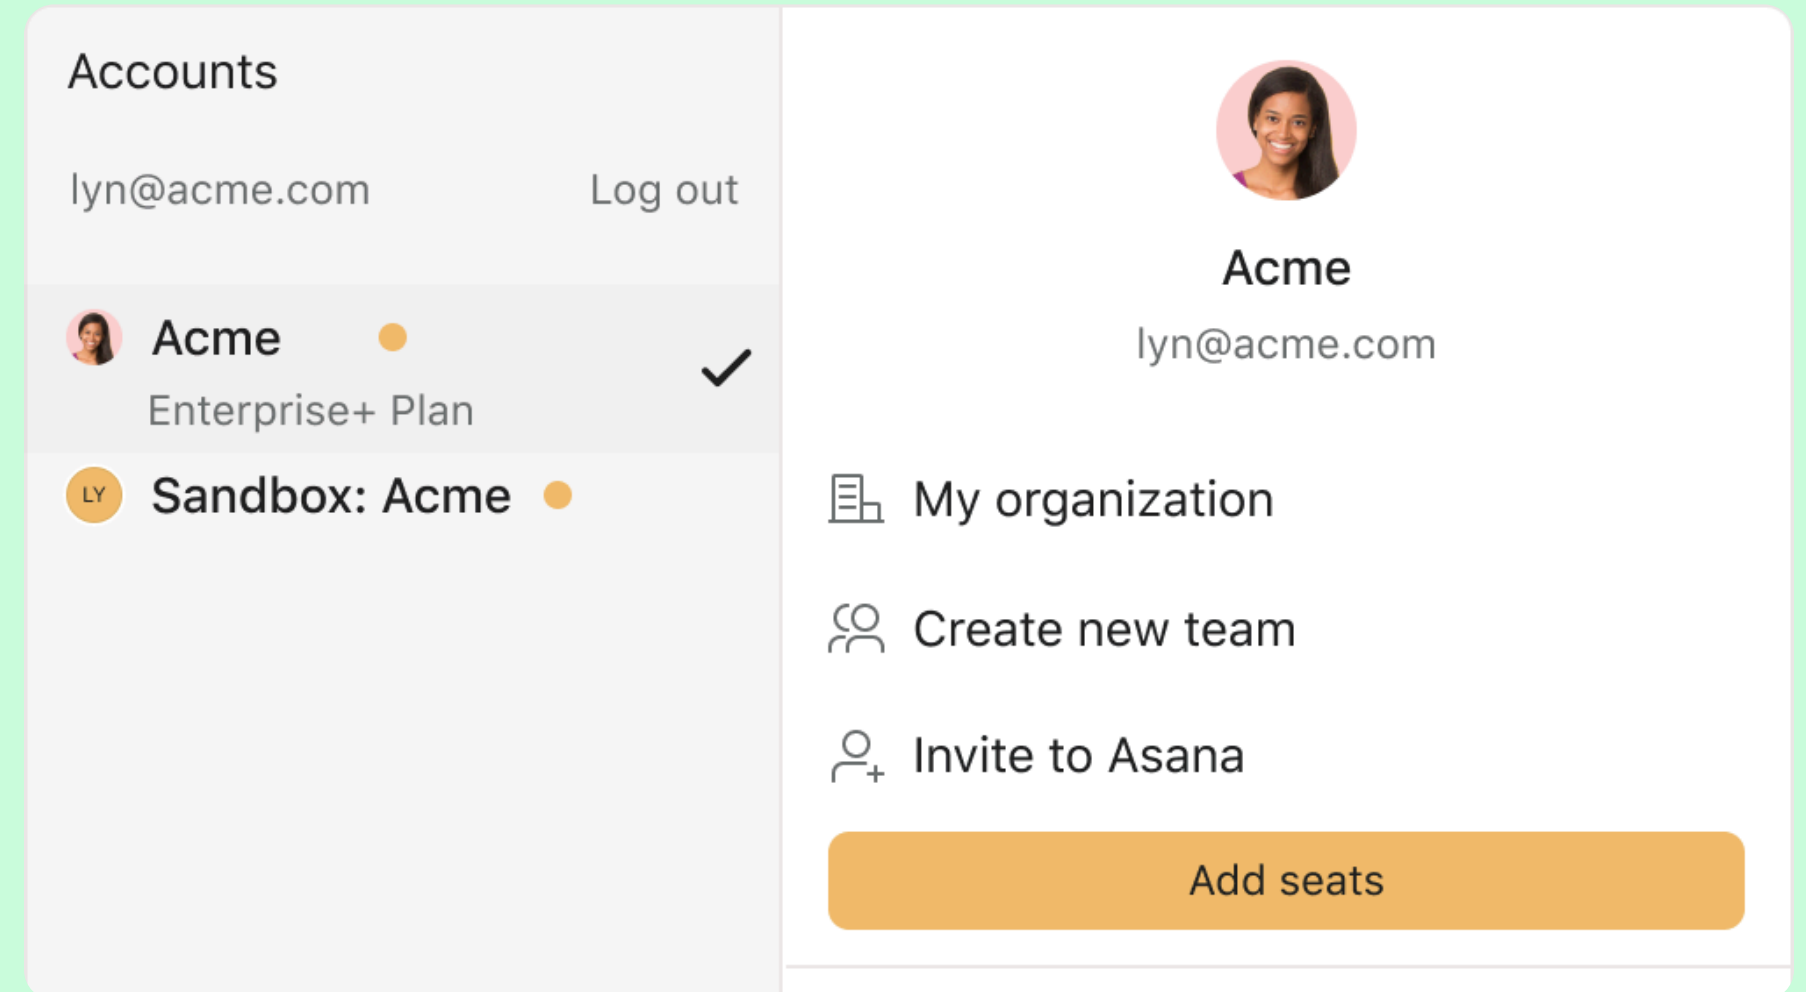 Accounts
lyn@acme.com Log out
Acme
Enterprise+ Plan
LY Sandbox: Acme
Acme
lyn@acme.com
My organization
Create new team
Invite to Asana
Add seats